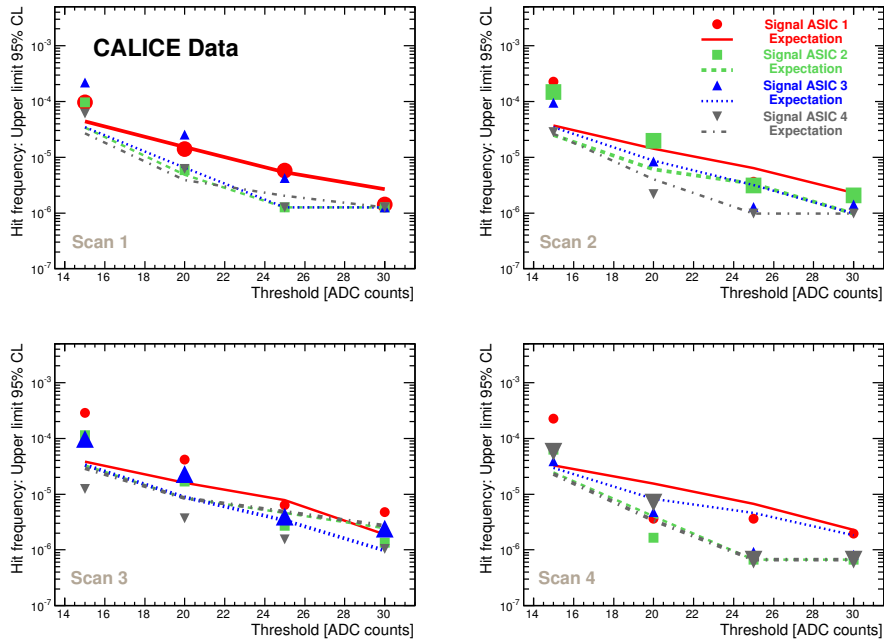 CALICE Data
Hit frequency: Upper limit 95% CL
10⁻³
10⁻⁴
10⁻⁵
10⁻⁶
10⁻⁷
Scan 1
14 16 18 20 22 24 26 28 30
Threshold [ADC counts]
Signal ASIC 1
Expectation
Signal ASIC 2
Expectation
Signal ASIC 3
Expectation
Signal ASIC 4
Expectation
Hit frequency: Upper limit 95% CL
10⁻³
10⁻⁴
10⁻⁵
10⁻⁶
10⁻⁷
Scan 2
14 16 18 20 22 24 26 28 30
Threshold [ADC counts]
Hit frequency: Upper limit 95% CL
10⁻³
10⁻⁴
10⁻⁵
10⁻⁶
10⁻⁷
Scan 3
14 16 18 20 22 24 26 28 30
Threshold [ADC counts]
Hit frequency: Upper limit 95% CL
10⁻³
10⁻⁴
10⁻⁵
10⁻⁶
10⁻⁷
Scan 4
14 16 18 20 22 24 26 28 30
Threshold [ADC counts]